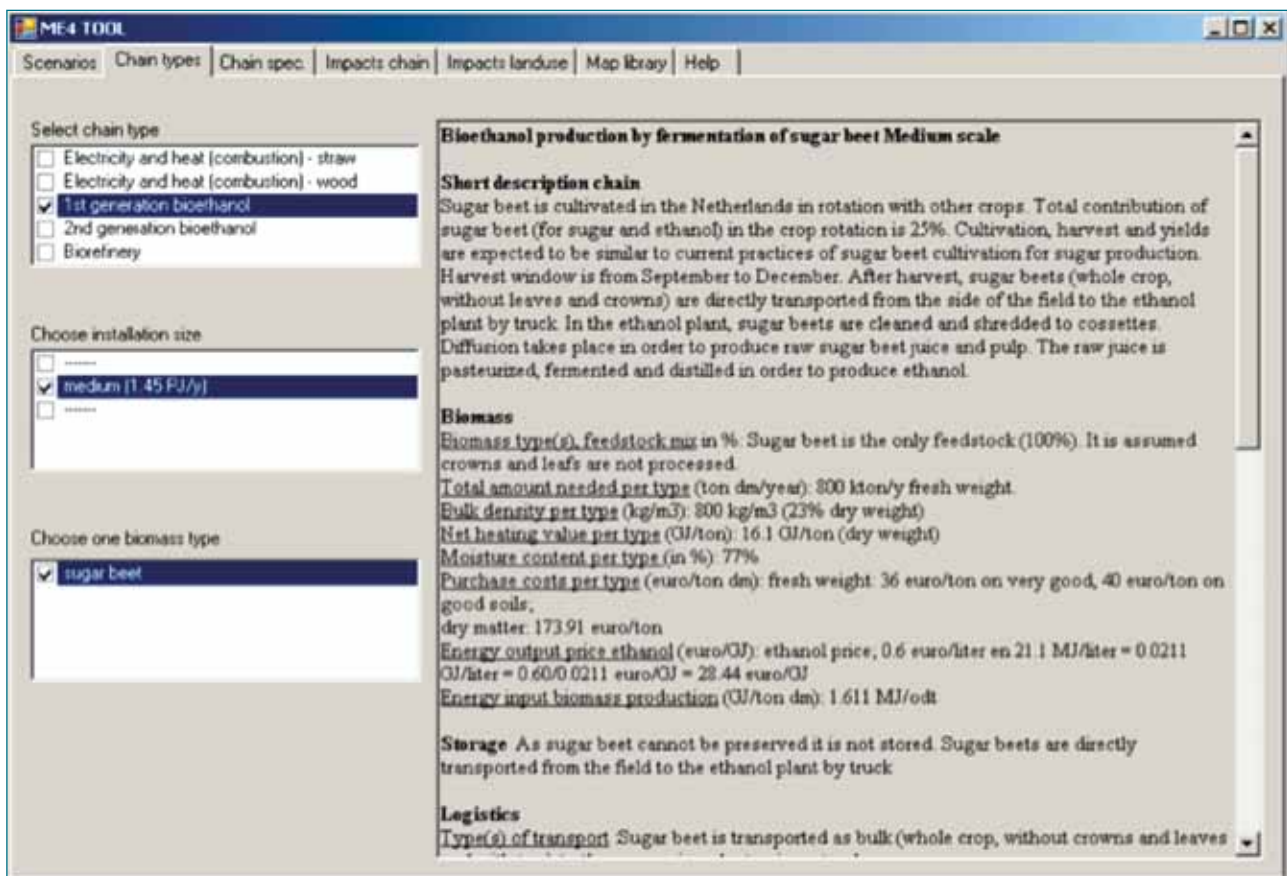 ME4 TOOL
Scenarios Chain types Chain spec. Impacts chain Impacts landuse Map library Help
Select chain type
Electricity and heat (combustion) - straw
Electricity and heat (combustion) - wood
1st generation bioethanol
2nd generation bioethanol
Biorefinery
Choose installation size
-------
medium (1.45 PJ/y)
-------
Choose one biomass type
sugar beet
Bioethanol production by fermentation of sugar beet Medium scale
Short description chain
Sugar beet is cultivated in the Netherlands in rotation with other crops. Total contribution of
sugar beet (for sugar and ethanol) in the crop rotation is 25%. Cultivation, harvest and yields
are expected to be similar to current practices of sugar beet cultivation for sugar production.
Harvest window is from September to December. After harvest, sugar beets (whole crop,
without leaves and crowns) are directly transported from the side of the field to the ethanol
plant by truck. In the ethanol plant, sugar beets are cleaned and shredded to cossettes.
Diffusion takes place in order to produce raw sugar beet juice and pulp. The raw juice is
pasteurized, fermented and distilled in order to produce ethanol.
Biomass
Biomass type(s), feedstock mix in %: Sugar beet is the only feedstock (100%). It is assumed
crowns and leafs are not processed.
Total amount needed per type (ton dm/year): 800 kton/y fresh weight.
Bulk density per type (kg/m3): 800 kg/m3 (23% dry weight)
Net heating value per type (GJ/ton): 16.1 GJ/ton (dry weight)
Moisture content per type (in %): 77%
Purchase costs per type (euro/ton dm): fresh weight: 36 euro/ton on very good, 40 euro/ton on
good soils;
dry matter: 173.91 euro/ton
Energy output price ethanol (euro/GJ): ethanol price, 0.6 euro/liter en 21.1 MJ/liter = 0.0211
GJ/liter = 0.60/0.0211 euro/GJ = 28.44 euro/GJ
Energy input biomass production (GJ/ton dm): 1.611 MJ/odt
Storage As sugar beet cannot be preserved it is not stored. Sugar beets are directly
transported from the field to the ethanol plant by truck
Logistics
Type(s) of transport Sugar beet is transported as bulk (whole crop, without crowns and leaves